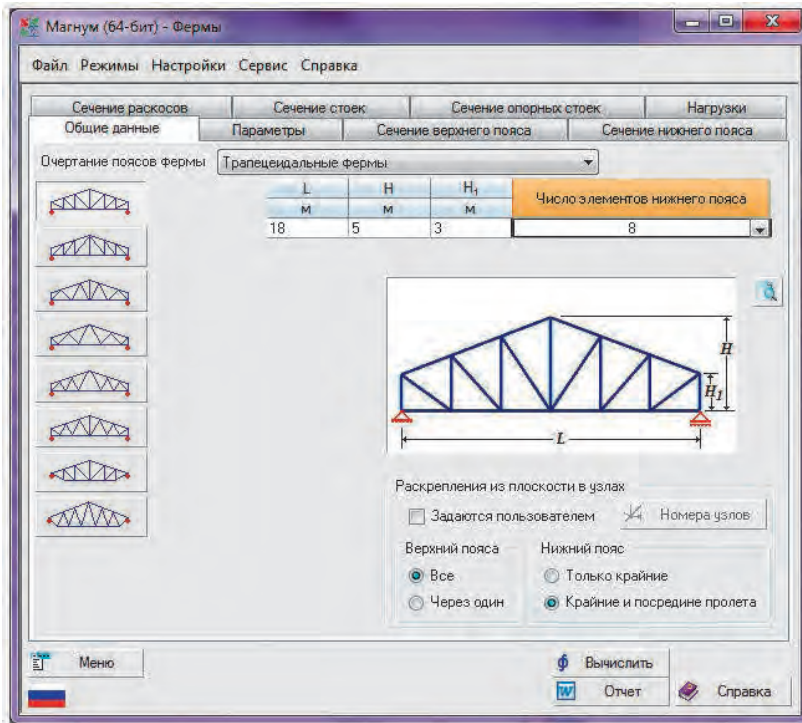 Магнум (64-бит) - Фермы
Файл Режимы Настройки Сервис Справка
Сечение раскосов Сечение стоек Сечение опорных стоек Нагрузки
Общие данные Параметры Сечение верхнего пояса Сечение нижнего пояса
Очертание поясов фермы Трапецеидальные фермы
L H H₁ Число элементов нижнего пояса
м м м
18 5 3 8
H
H1
L
Раскрепления из плоскости в узлах
Задаются пользователем Номера узлов
Верхний пояса Нижний пояс
Все Только крайние
Через один Крайние и посредине пролета
Меню Вычислить
W Отчет Справка